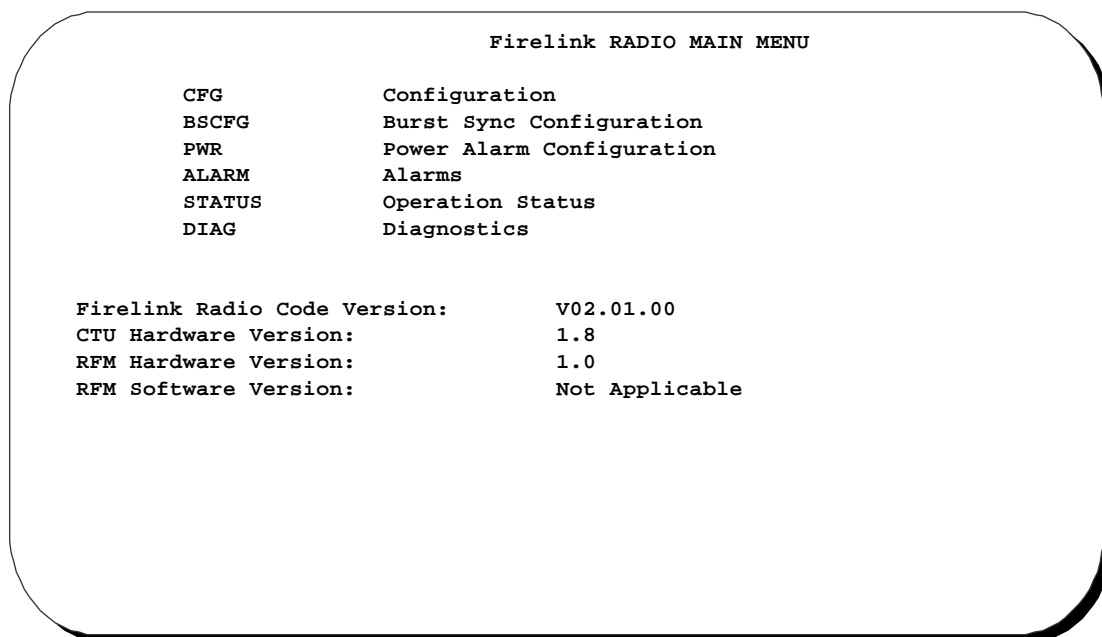 Firelink RADIO MAIN MENU
CFG Configuration
BSCFG Burst Sync Configuration
PWR Power Alarm Configuration
ALARM Alarms
STATUS Operation Status
DIAG Diagnostics
Firelink Radio Code Version: V02.01.00
CTU Hardware Version: 1.8
RFM Hardware Version: 1.0
RFM Software Version: Not Applicable